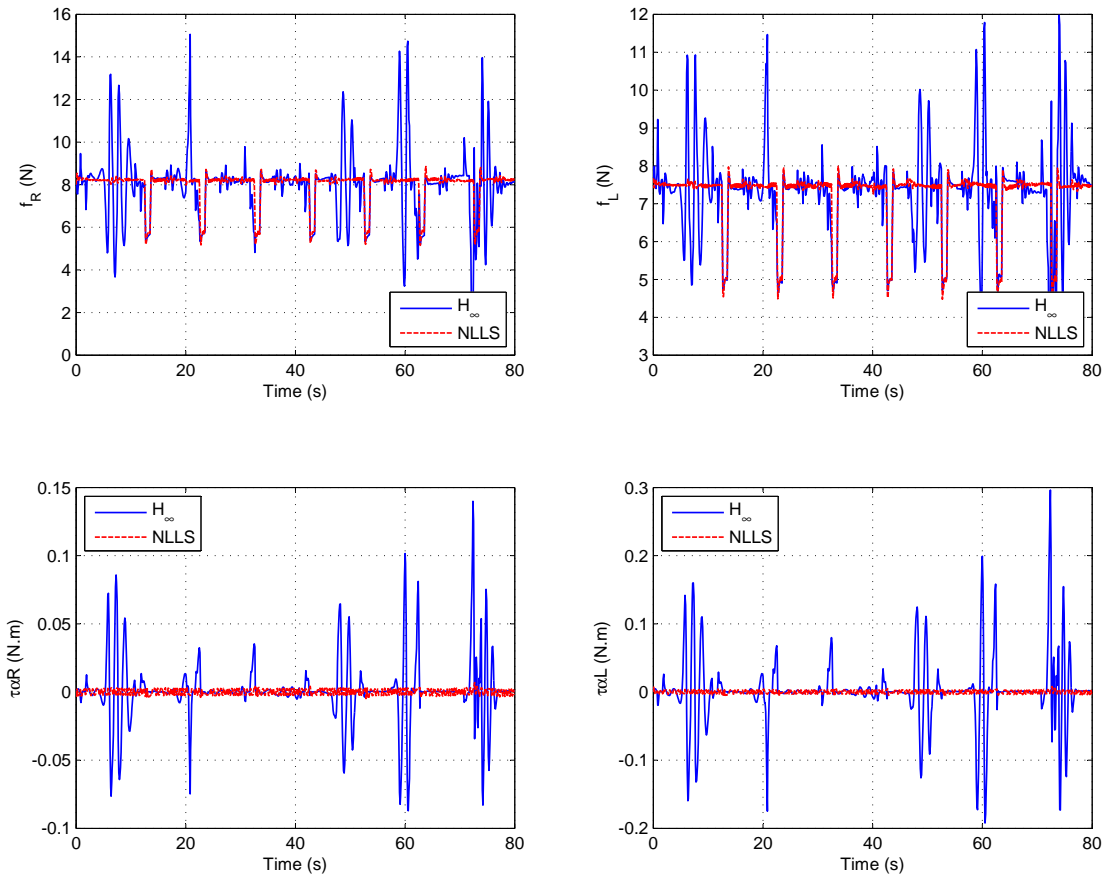 16
14
12
10
8
6
4
2
0
f_R (N)
0 20 40 60 80
Time (s)
H_∞
NLLS
12
11
10
9
8
7
6
5
4
3
f_L (N)
0 20 40 60 80
Time (s)
H_∞
NLLS
0.15
0.1
0.05
0
-0.05
-0.1
ταR (N.m)
0 20 40 60 80
Time (s)
H_∞
NLLS
0.3
0.2
0.1
0
-0.1
-0.2
ταL (N.m)
0 20 40 60 80
Time (s)
H_∞
NLLS